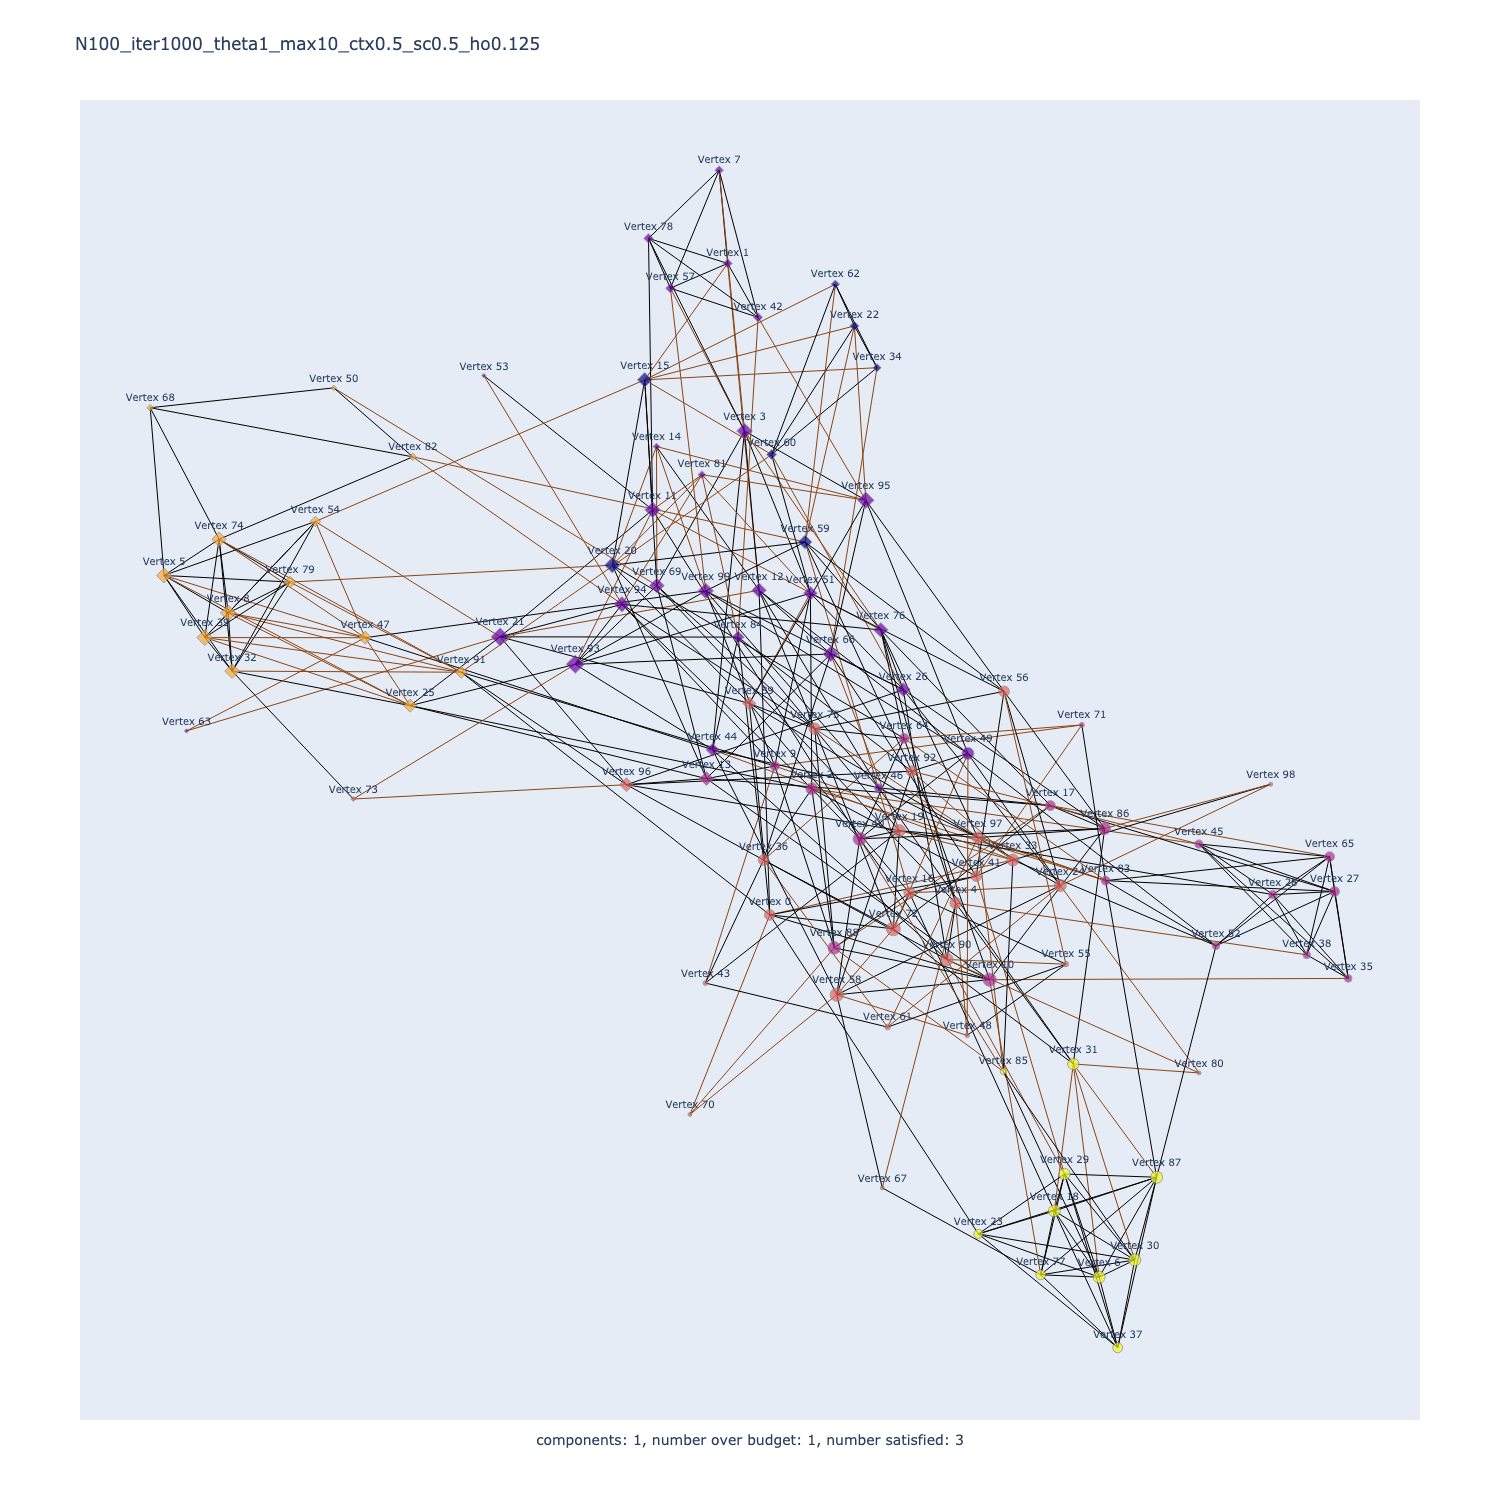 N100_iter1000_theta1_max10_ctx0.5_sc0.5_ho0.125
Vertex 7
Vertex 78
Vertex 1
Vertex 57
Vertex 62
Vertex 42
Vertex 22
Vertex 34
Vertex 53
Vertex 15
Vertex 50
Vertex 68
Vertex 3
Vertex 14
Vertex 60
Vertex 82
Vertex 81
Vertex 95
Vertex 11
Vertex 54
Vertex 74
Vertex 59
Vertex 20
Vertex 5
Vertex 79
Vertex 69
Vertex 94
Vertex 99
Vertex 12
Vertex 51
Vertex 8
Vertex 39
Vertex 47
Vertex 21
Vertex 84
Vertex 76
Vertex 32
Vertex 91
Vertex 93
Vertex 66
Vertex 25
Vertex 26
Vertex 56
Vertex 89
Vertex 63
Vertex 75
Vertex 64
Vertex 71
Vertex 44
Vertex 49
Vertex 9
Vertex 13
Vertex 92
Vertex 96
Vertex 2
Vertex 46
Vertex 98
Vertex 73
Vertex 17
Vertex 19
Vertex 97
Vertex 86
Vertex 45
Vertex 36
Vertex 33
Vertex 65
Vertex 41
Vertex 24
Vertex 83
Vertex 16
Vertex 4
Vertex 27
Vertex 0
Vertex 72
Vertex 88
Vertex 90
Vertex 52
Vertex 38
Vertex 43
Vertex 58
Vertex 10
Vertex 55
Vertex 35
Vertex 61
Vertex 48
Vertex 85
Vertex 31
Vertex 80
Vertex 70
Vertex 67
Vertex 29
Vertex 87
Vertex 18
Vertex 23
Vertex 77
Vertex 6
Vertex 30
Vertex 37
components: 1, number over budget: 1, number satisfied: 3